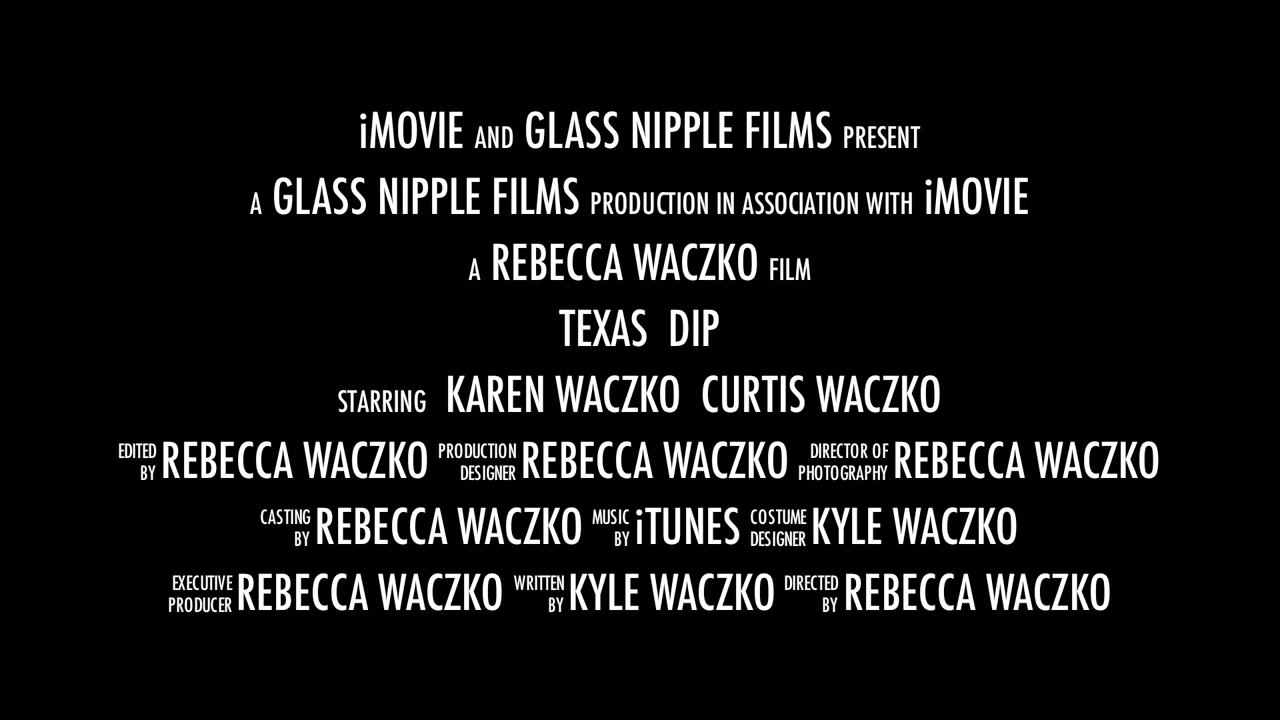 iMOVIE AND GLASS NIPPLE FILMS PRESENT
A GLASS NIPPLE FILMS PRODUCTION IN ASSOCIATION WITH iMOVIE
A REBECCA WACZKO FILM
TEXAS DIP
STARRING KAREN WACZKO CURTIS WACZKO
EDITED BY REBECCA WACZKO PRODUCTION DESIGNER REBECCA WACZKO DIRECTOR OF PHOTOGRAPHY REBECCA WACZKO
CASTING BY REBECCA WACZKO MUSIC BY iTUNES COSTUME DESIGNER KYLE WACZKO
EXECUTIVE PRODUCER REBECCA WACZKO WRITTEN BY KYLE WACZKO DIRECTED BY REBECCA WACZKO